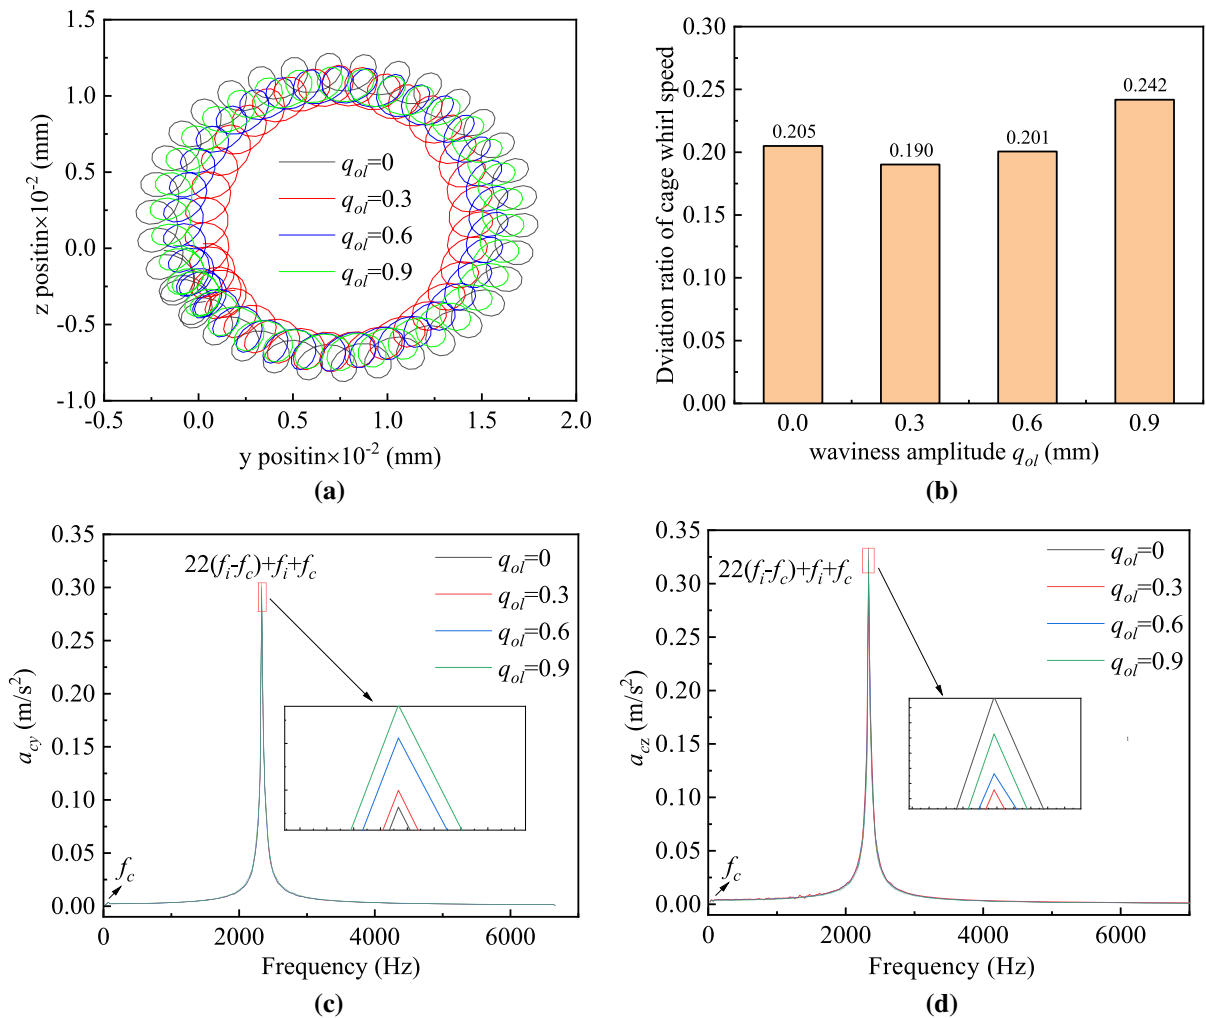 1.5
1.0
0.5
0.0
-0.5
-1.0
-0.5
0.0
0.5
1.0
1.5
2.0
z positin×10⁻² (mm)
y positin×10⁻² (mm)
q_ol=0
q_ol=0.3
q_ol=0.6
q_ol=0.9
(a)
0.30
0.25
0.20
0.15
0.10
0.05
0.00
0.205
0.190
0.201
0.242
0.0
0.3
0.6
0.9
Dviation ratio of cage whirl speed
waviness amplitude q_ol (mm)
(b)
0.35
0.30
0.25
0.20
0.15
0.10
0.05
0.00
0
2000
4000
6000
a_cy (m/s²)
Frequency (Hz)
22(f_i-f_c)+f_i+f_c
f_c
q_ol=0
q_ol=0.3
q_ol=0.6
q_ol=0.9
(c)
0.35
0.30
0.25
0.20
0.15
0.10
0.05
0.00
0
2000
4000
6000
a_cz (m/s²)
Frequency (Hz)
22(f_i-f_c)+f_i+f_c
f_c
q_ol=0
q_ol=0.3
q_ol=0.6
q_ol=0.9
(d)